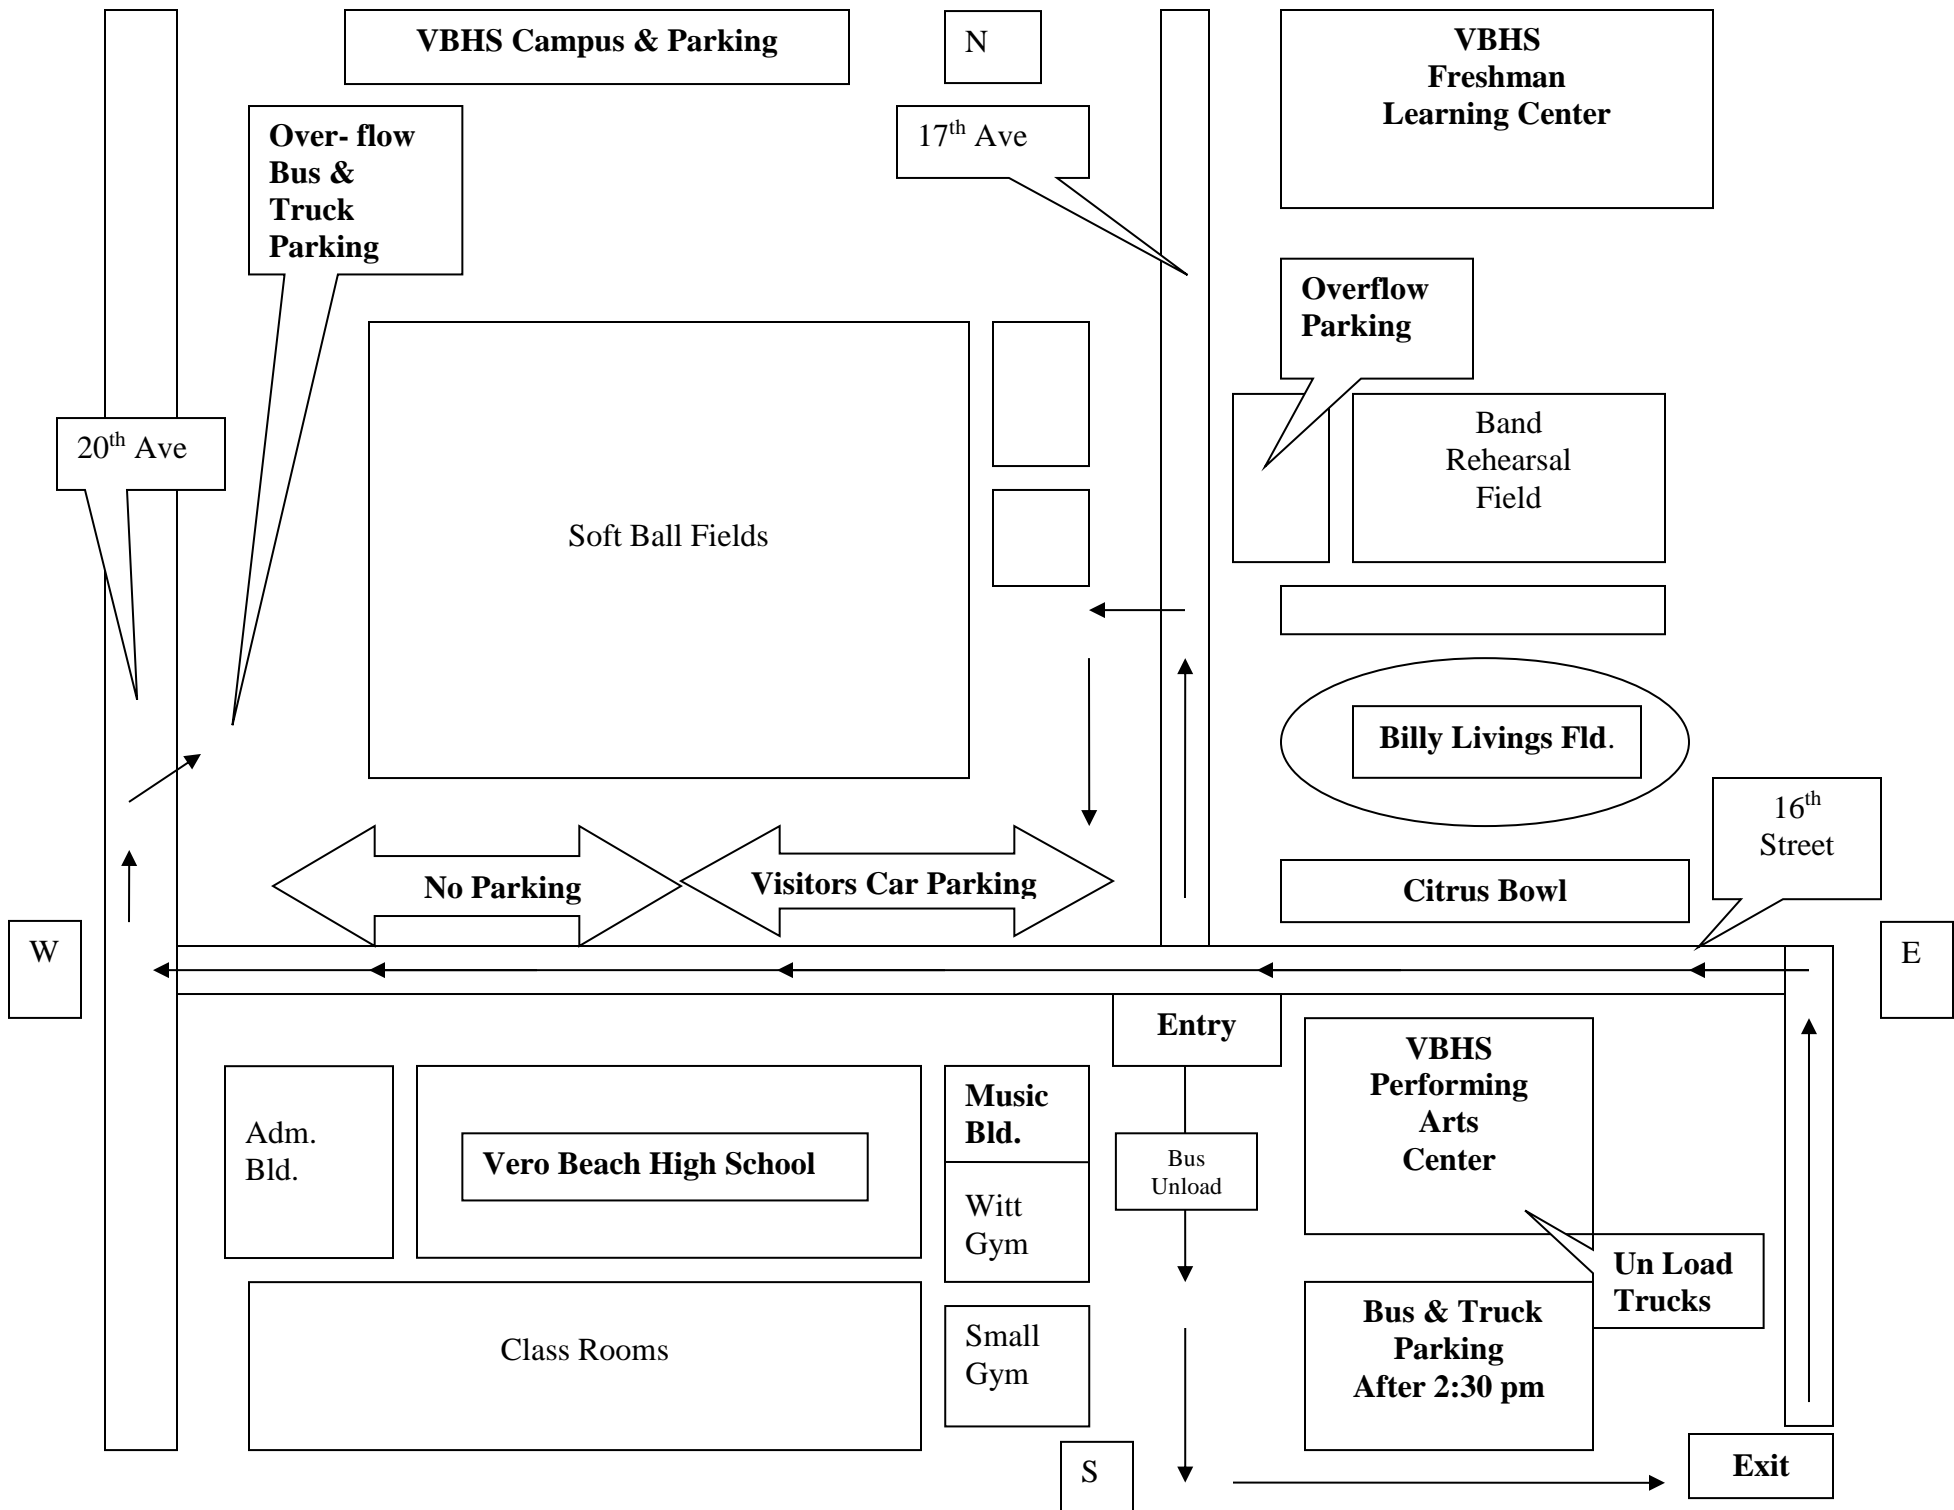 VBHS Campus & Parking
N
VBHS
Freshman
Learning Center
Over- flow
Bus &
Truck
Parking
17th Ave
Overflow
Parking
20th Ave
Band
Rehearsal
Field
Soft Ball Fields
Billy Livings Fld.
16th
Street
No Parking
Visitors Car Parking
Citrus Bowl
W
E
Entry
VBHS
Performing
Arts
Center
Adm.
Bld.
Vero Beach High School
Music
Bld.
Bus
Unload
Witt
Gym
Un Load
Trucks
Class Rooms
Small
Gym
Bus & Truck
Parking
After 2:30 pm
S
Exit